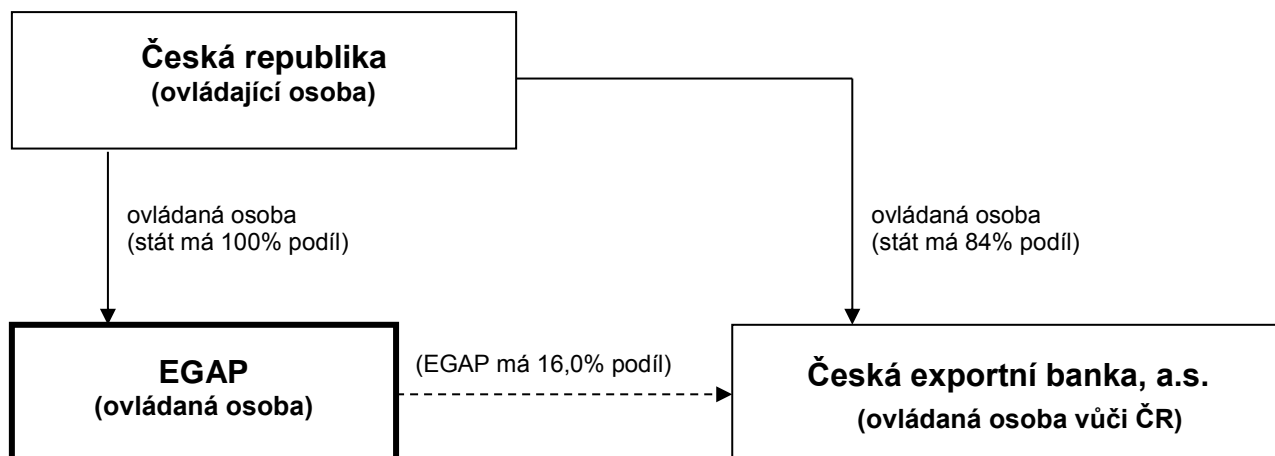 Česká republika
(ovládající osoba)
ovládaná osoba
(stát má 100% podíl)
ovládaná osoba
(stát má 84% podíl)
EGAP
(ovládaná osoba)
(EGAP má 16,0% podíl)
Česká exportní banka, a.s.
(ovládaná osoba vůči ČR)